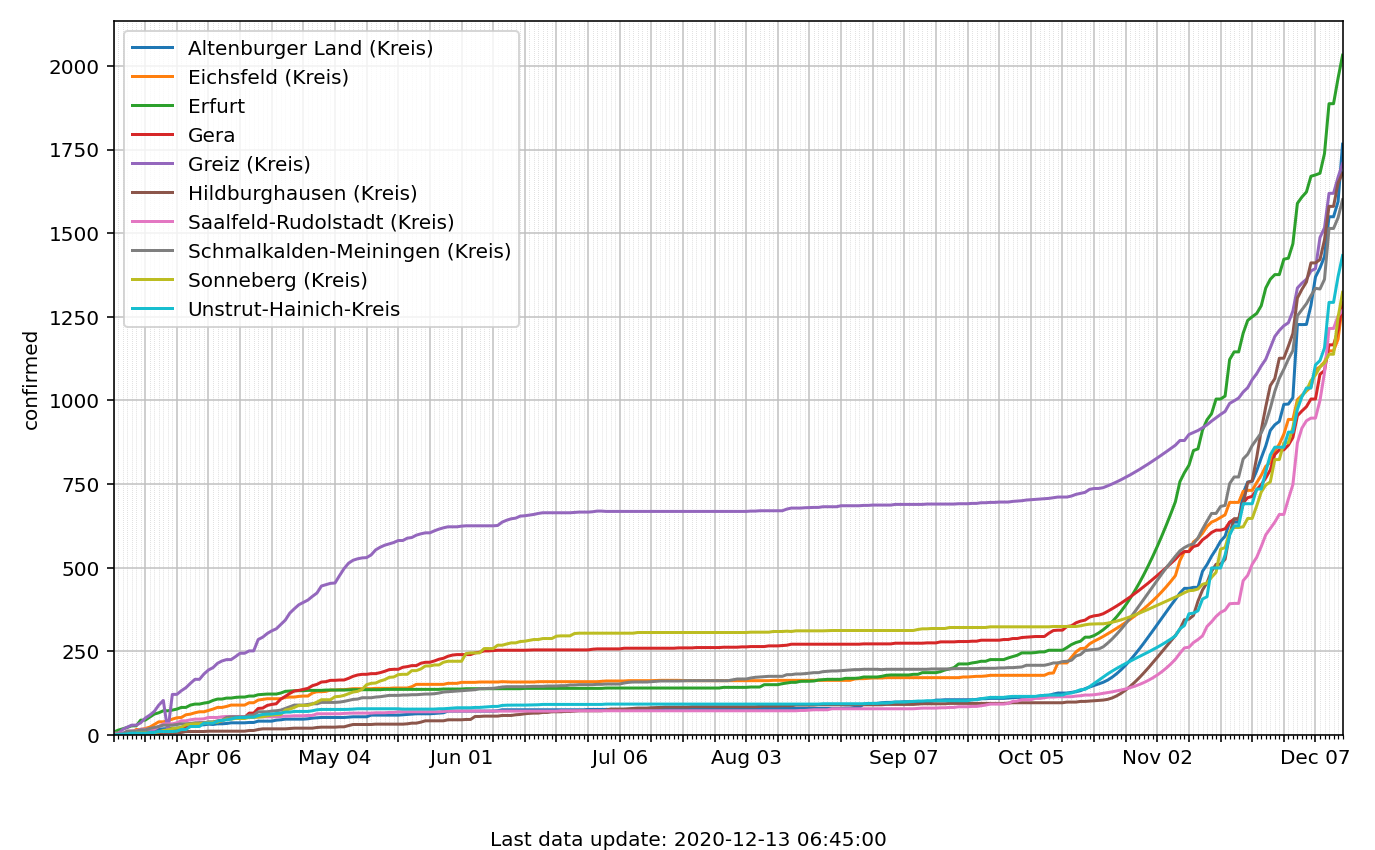 2000
1750
1500
1250
1000
750
500
250
0
confirmed
Altenburger Land (Kreis)
Eichsfeld (Kreis)
Erfurt
Gera
Greiz (Kreis)
Hildburghausen (Kreis)
Saalfeld-Rudolstadt (Kreis)
Schmalkalden-Meiningen (Kreis)
Sonneberg (Kreis)
Unstrut-Hainich-Kreis
Apr 06 May 04 Jun 01 Jul 06 Aug 03 Sep 07 Oct 05 Nov 02 Dec 07
Last data update: 2020-12-13 06:45:00